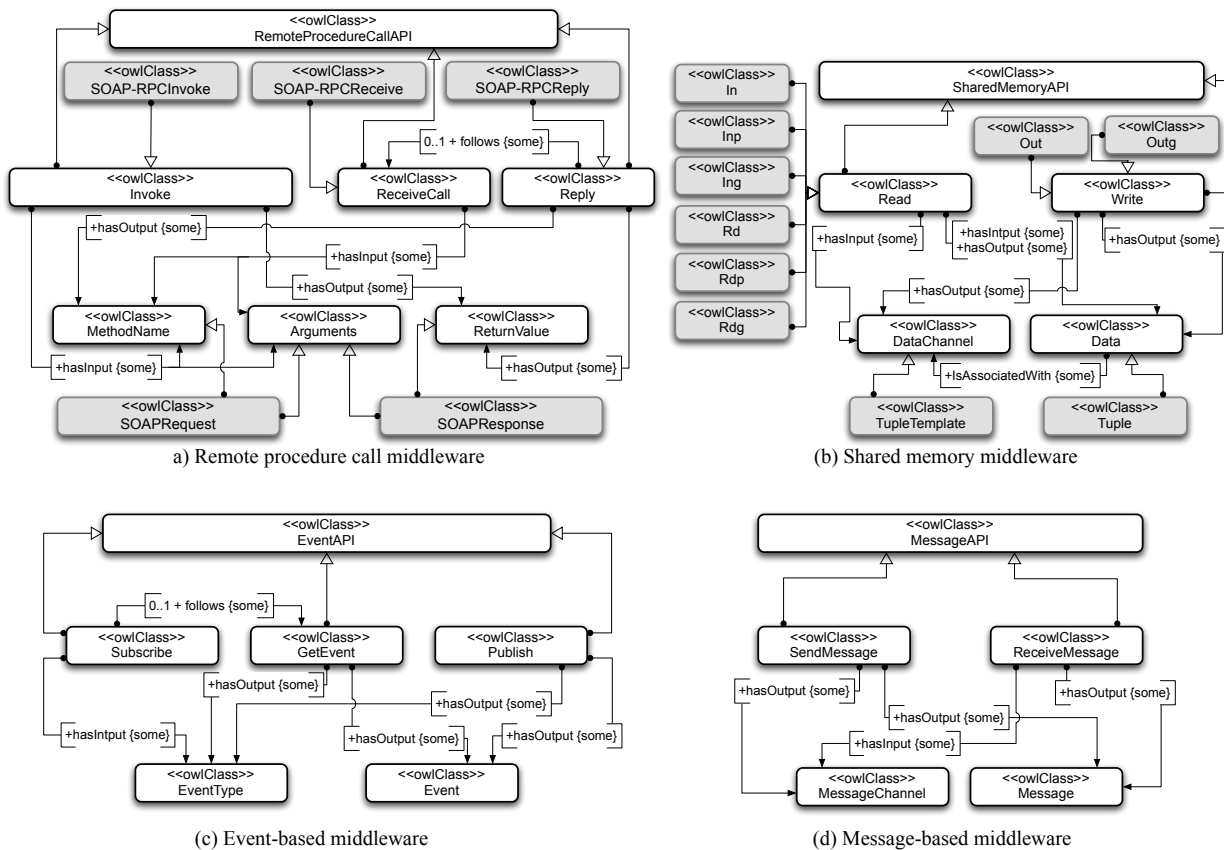 <<owlClass>>
RemoteProcedureCallAPI
<<owlClass>>
SOAP-RPCInvoke
<<owlClass>>
SOAP-RPCReceive
<<owlClass>>
SOAP-RPCReply
0..1 + follows {some}
<<owlClass>>
Invoke
<<owlClass>>
ReceiveCall
<<owlClass>>
Reply
+hasOutput {some}
+hasInput {some}
+hasOutput {some}
<<owlClass>>
MethodName
<<owlClass>>
Arguments
<<owlClass>>
ReturnValue
+hasInput {some}
+hasOutput {some}
<<owlClass>>
SOAPRequest
<<owlClass>>
SOAPResponse
a) Remote procedure call middleware
<<owlClass>>
In
<<owlClass>>
Inp
<<owlClass>>
Ing
<<owlClass>>
Rd
<<owlClass>>
Rdp
<<owlClass>>
Rdg
<<owlClass>>
SharedMemoryAPI
<<owlClass>>
Out
<<owlClass>>
Outg
<<owlClass>>
Read
<<owlClass>>
Write
+hasInput {some}
+hasIntput {some}
+hasOutput {some}
+hasOutput {some}
+hasOutput {some}
<<owlClass>>
DataChannel
<<owlClass>>
Data
+IsAssociatedWith {some}
<<owlClass>>
TupleTemplate
<<owlClass>>
Tuple
(b) Shared memory middleware
<<owlClass>>
EventAPI
0..1 + follows {some}
<<owlClass>>
Subscribe
<<owlClass>>
GetEvent
<<owlClass>>
Publish
+hasOutput {some}
+hasOutput {some}
+hasIntput {some}
+hasOutput {some}
+hasOutput {some}
<<owlClass>>
EventType
<<owlClass>>
Event
(c) Event-based middleware
<<owlClass>>
MessageAPI
<<owlClass>>
SendMessage
<<owlClass>>
ReceiveMessage
+hasOutput {some}
+hasOutput {some}
+hasOutput {some}
+hasInput {some}
<<owlClass>>
MessageChannel
<<owlClass>>
Message
(d) Message-based middleware